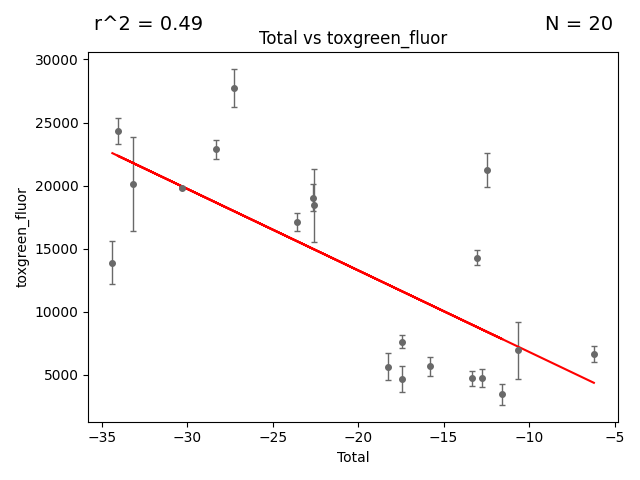 r^2 = 0.49
N = 20
Total vs toxgreen_fluor
30000
25000
20000
15000
10000
5000
toxgreen_fluor
−35
−30
−25
−20
−15
−10
−5
Total